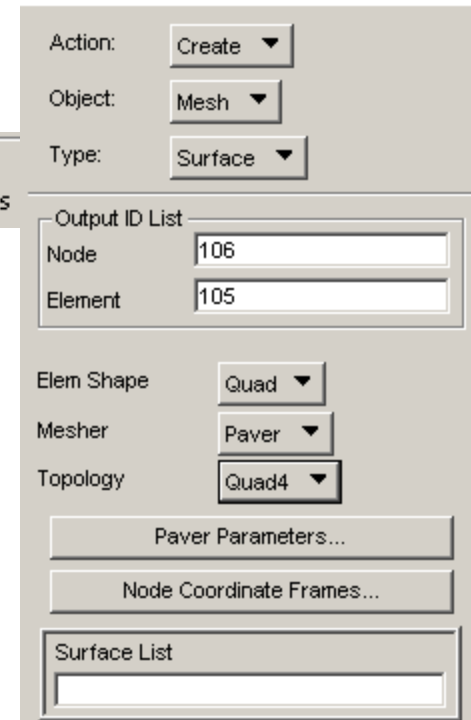 Action: Create
Object: Mesh
Type: Surface
s
Output ID List
Node 106
Element 105
Elem Shape Quad
Mesher Paver
Topology Quad4
Paver Parameters...
Node Coordinate Frames...
Surface List